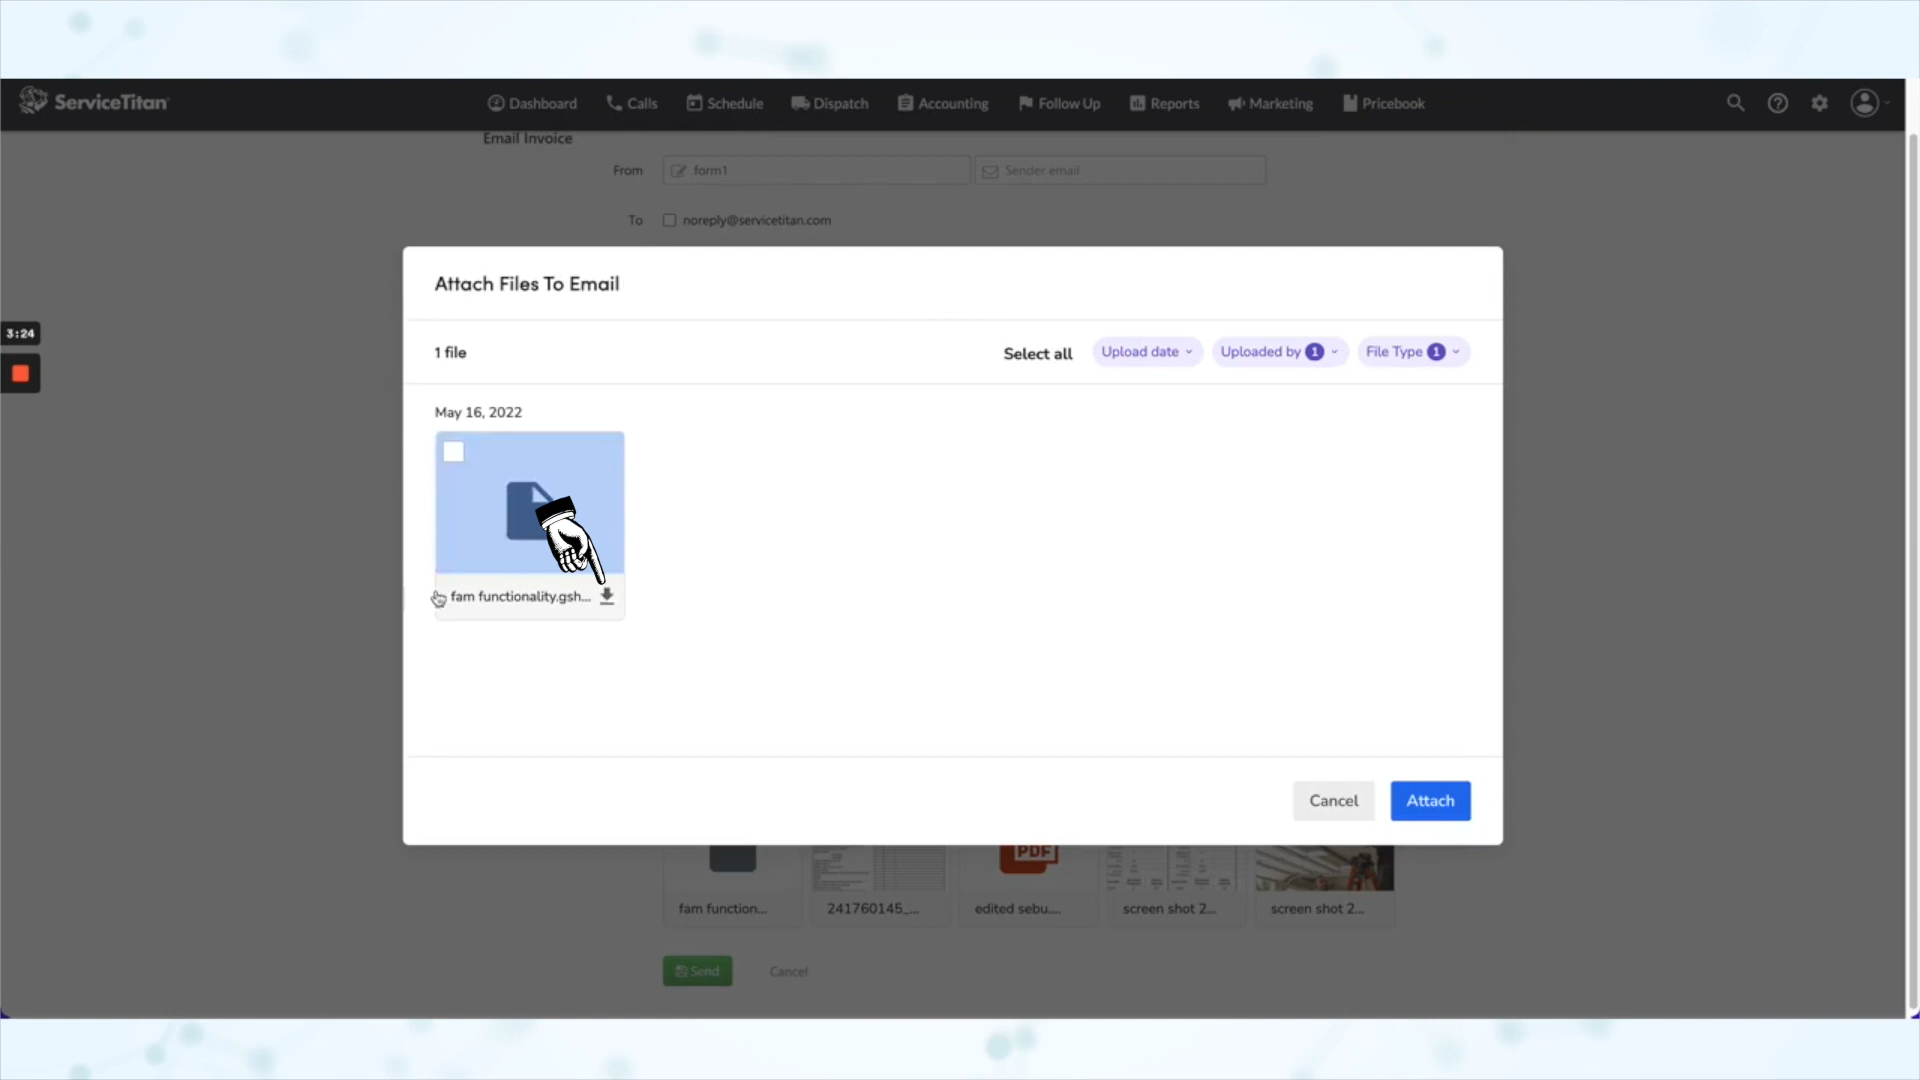 ServiceTitan
Dashboard Calls Schedule Dispatch Accounting Follow Up Reports Marketing Pricebook
Email Invoice
From form1 Sender email
To noreply@servicetitan.com
Attach Files To Email
3:24
1 file Select all Upload date Uploaded by 1 File Type 1
May 16, 2022
fam functionality.gsh...
Cancel Attach
PDF
fam function... 241760145_... edited sebu.... screen shot 2... screen shot 2...
Send Cancel